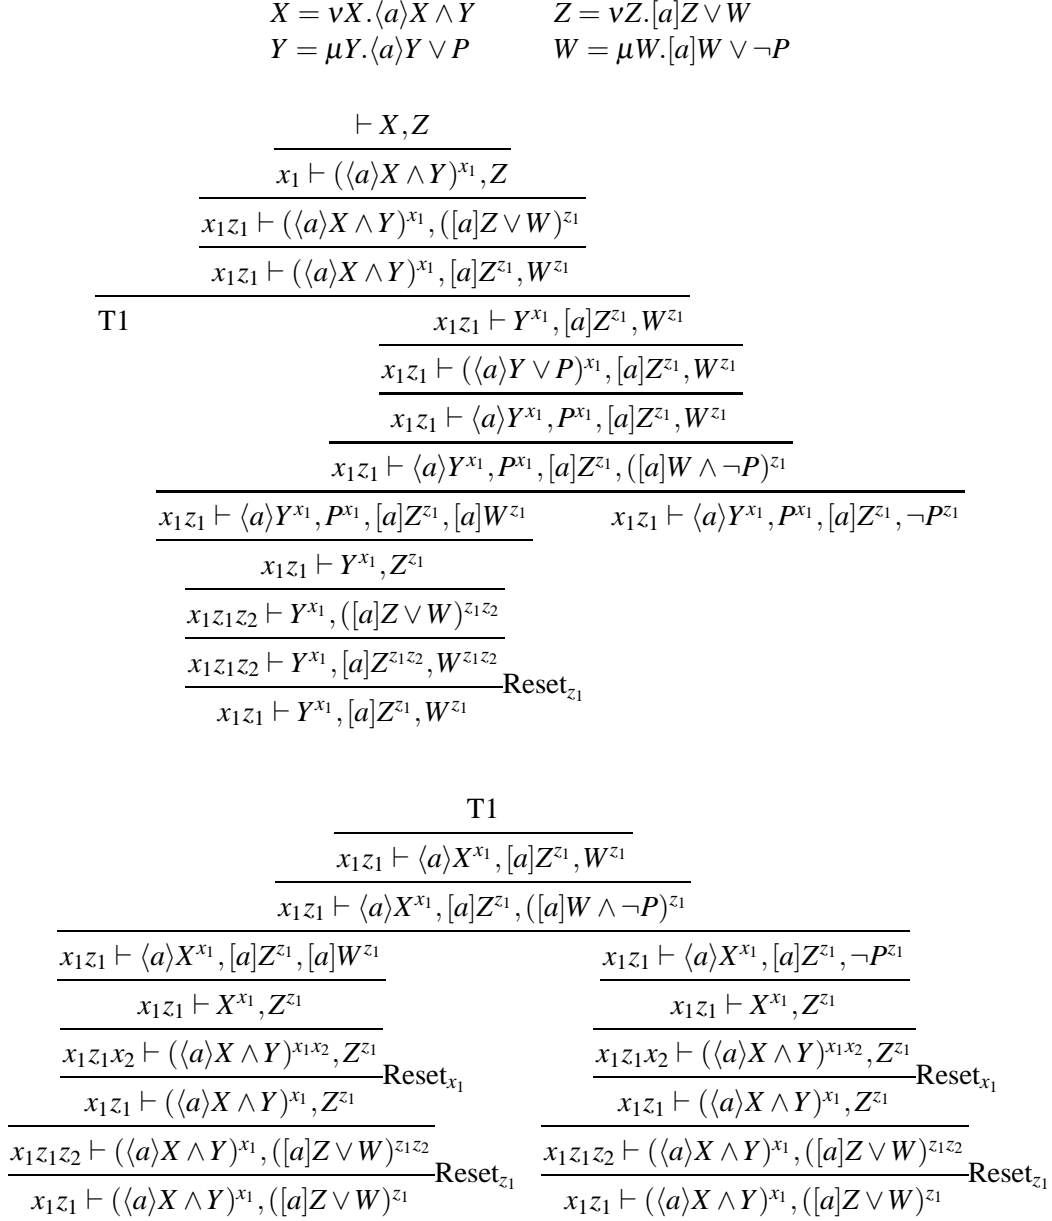 X = νX.⟨a⟩X ∧ Y Z = νZ.[a]Z ∨ W
Y = μY.⟨a⟩Y ∨ P W = μW.[a]W ∨ ¬P
⊢ X, Z
x₁ ⊢ (⟨a⟩X ∧ Y)^{x₁}, Z
x₁z₁ ⊢ (⟨a⟩X ∧ Y)^{x₁}, ([a]Z ∨ W)^{z₁}
x₁z₁ ⊢ (⟨a⟩X ∧ Y)^{x₁}, [a]Z^{z₁}, W^{z₁}
T1 x₁z₁ ⊢ Y^{x₁}, [a]Z^{z₁}, W^{z₁}
x₁z₁ ⊢ (⟨a⟩Y ∨ P)^{x₁}, [a]Z^{z₁}, W^{z₁}
x₁z₁ ⊢ ⟨a⟩Y^{x₁}, P^{x₁}, [a]Z^{z₁}, W^{z₁}
x₁z₁ ⊢ ⟨a⟩Y^{x₁}, P^{x₁}, [a]Z^{z₁}, ([a]W ∧ ¬P)^{z₁}
x₁z₁ ⊢ ⟨a⟩Y^{x₁}, P^{x₁}, [a]Z^{z₁}, [a]W^{z₁} x₁z₁ ⊢ ⟨a⟩Y^{x₁}, P^{x₁}, [a]Z^{z₁}, ¬P^{z₁}
x₁z₁ ⊢ Y^{x₁}, Z^{z₁}
x₁z₁z₂ ⊢ Y^{x₁}, ([a]Z ∨ W)^{z₁z₂}
x₁z₁z₂ ⊢ Y^{x₁}, [a]Z^{z₁z₂}, W^{z₁z₂}
Reset_{z₁}
x₁z₁ ⊢ Y^{x₁}, [a]Z^{z₁}, W^{z₁}
T1
x₁z₁ ⊢ ⟨a⟩X^{x₁}, [a]Z^{z₁}, W^{z₁}
x₁z₁ ⊢ ⟨a⟩X^{x₁}, [a]Z^{z₁}, ([a]W ∧ ¬P)^{z₁}
x₁z₁ ⊢ ⟨a⟩X^{x₁}, [a]Z^{z₁}, [a]W^{z₁} x₁z₁ ⊢ ⟨a⟩X^{x₁}, [a]Z^{z₁}, ¬P^{z₁}
x₁z₁ ⊢ X^{x₁}, Z^{z₁} x₁z₁ ⊢ X^{x₁}, Z^{z₁}
x₁z₁x₂ ⊢ (⟨a⟩X ∧ Y)^{x₁x₂}, Z^{z₁} x₁z₁x₂ ⊢ (⟨a⟩X ∧ Y)^{x₁x₂}, Z^{z₁}
Reset_{x₁} Reset_{x₁}
x₁z₁ ⊢ (⟨a⟩X ∧ Y)^{x₁}, Z^{z₁} x₁z₁ ⊢ (⟨a⟩X ∧ Y)^{x₁}, Z^{z₁}
x₁z₁z₂ ⊢ (⟨a⟩X ∧ Y)^{x₁}, ([a]Z ∨ W)^{z₁z₂} x₁z₁z₂ ⊢ (⟨a⟩X ∧ Y)^{x₁}, ([a]Z ∨ W)^{z₁z₂}
Reset_{z₁} Reset_{z₁}
x₁z₁ ⊢ (⟨a⟩X ∧ Y)^{x₁}, ([a]Z ∨ W)^{z₁} x₁z₁ ⊢ (⟨a⟩X ∧ Y)^{x₁}, ([a]Z ∨ W)^{z₁}